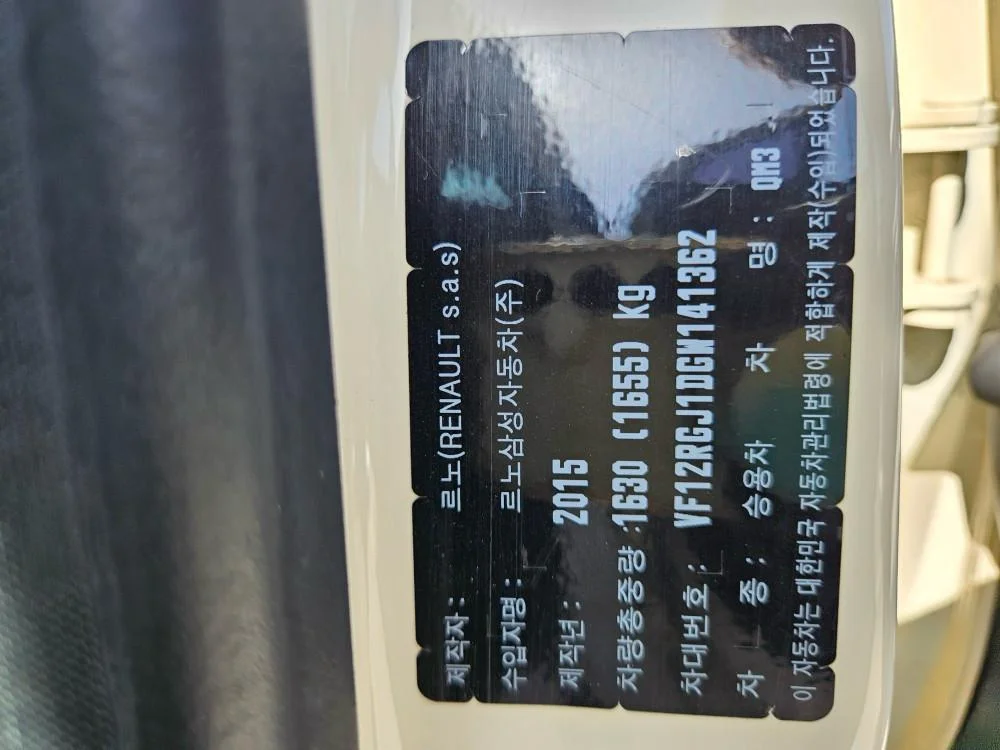 제작자 : 르노(RENAULT s.a.s)
수입자명 : 르노삼성자동차(주)
제작년 : 2015
차량총중량 :1630 (1655) kg
차대번호 : VF12RGJ1DGW141362
차 종 : 승용차 차 명 : QM3
이 자동차는 대한민국 자동차관리법령에 적합하게 제작(수입)되었습니다.